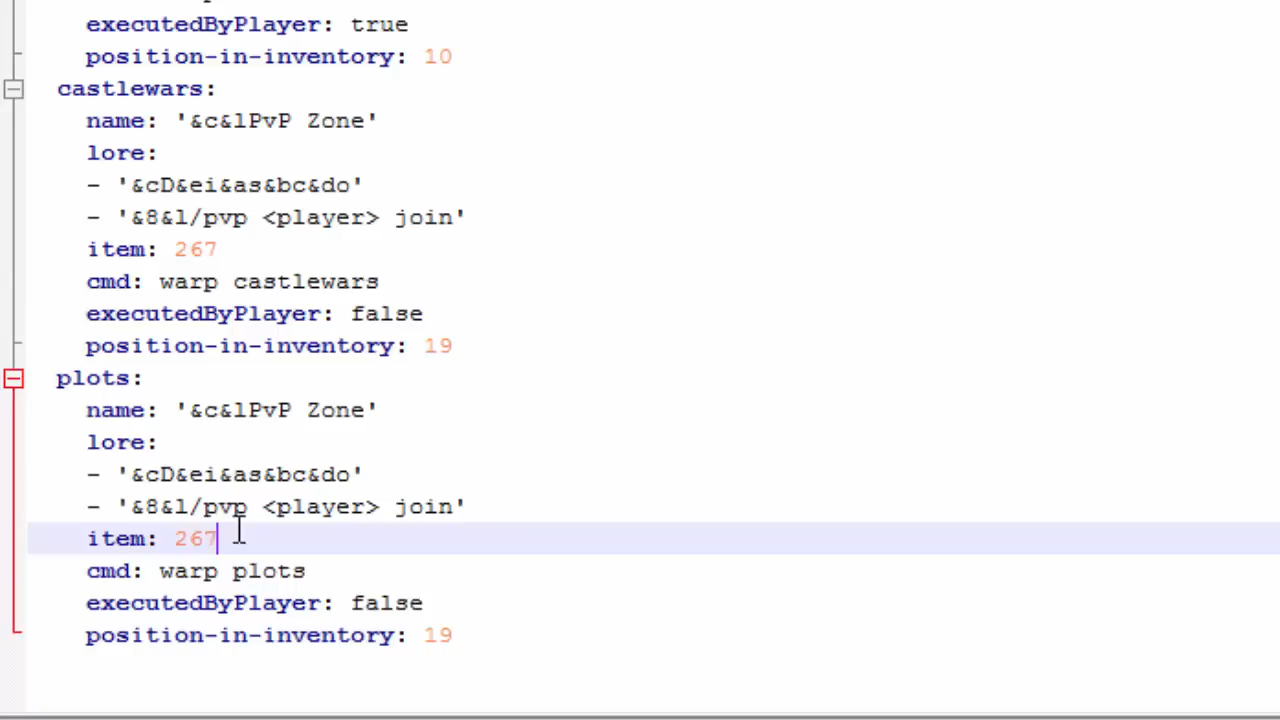 executedByPlayer: true
position-in-inventory: 10
castlewars:
name: '&c&lPvP Zone'
lore:
- '&cD&ei&as&bc&do'
- '&8&l/pvp <player> join'
item: 267
cmd: warp castlewars
executedByPlayer: false
position-in-inventory: 19
plots:
name: '&c&lPvP Zone'
lore:
- '&cD&ei&as&bc&do'
- '&8&l/pvp <player> join'
item: 267
cmd: warp plots
executedByPlayer: false
position-in-inventory: 19